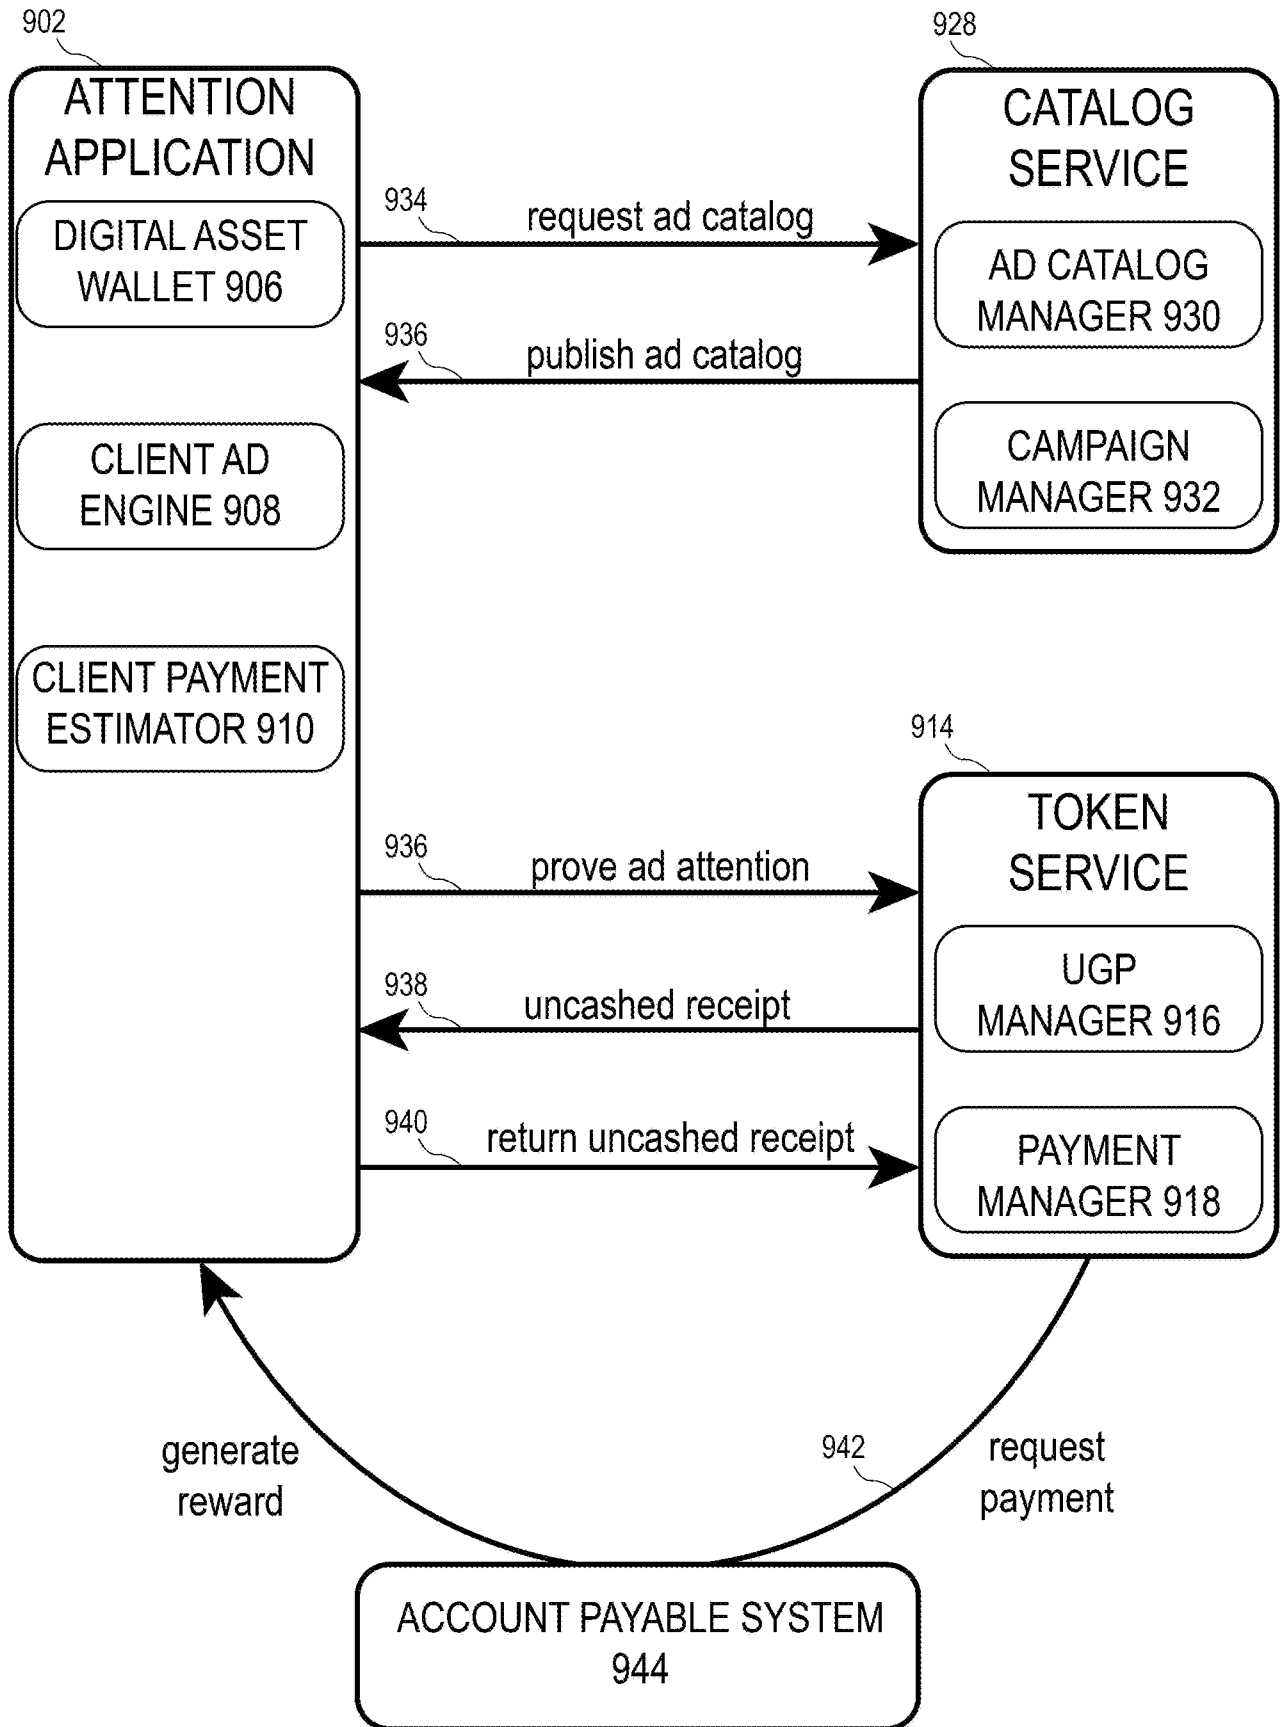 902
ATTENTION
APPLICATION
DIGITAL ASSET
WALLET 906
CLIENT AD
ENGINE 908
CLIENT PAYMENT
ESTIMATOR 910
934
request ad catalog
936
publish ad catalog
928
CATALOG
SERVICE
AD CATALOG
MANAGER 930
CAMPAIGN
MANAGER 932
936
prove ad attention
938
uncashed receipt
940
return uncashed receipt
914
TOKEN
SERVICE
UGP
MANAGER 916
PAYMENT
MANAGER 918
generate
reward
942
request
payment
ACCOUNT PAYABLE SYSTEM
944